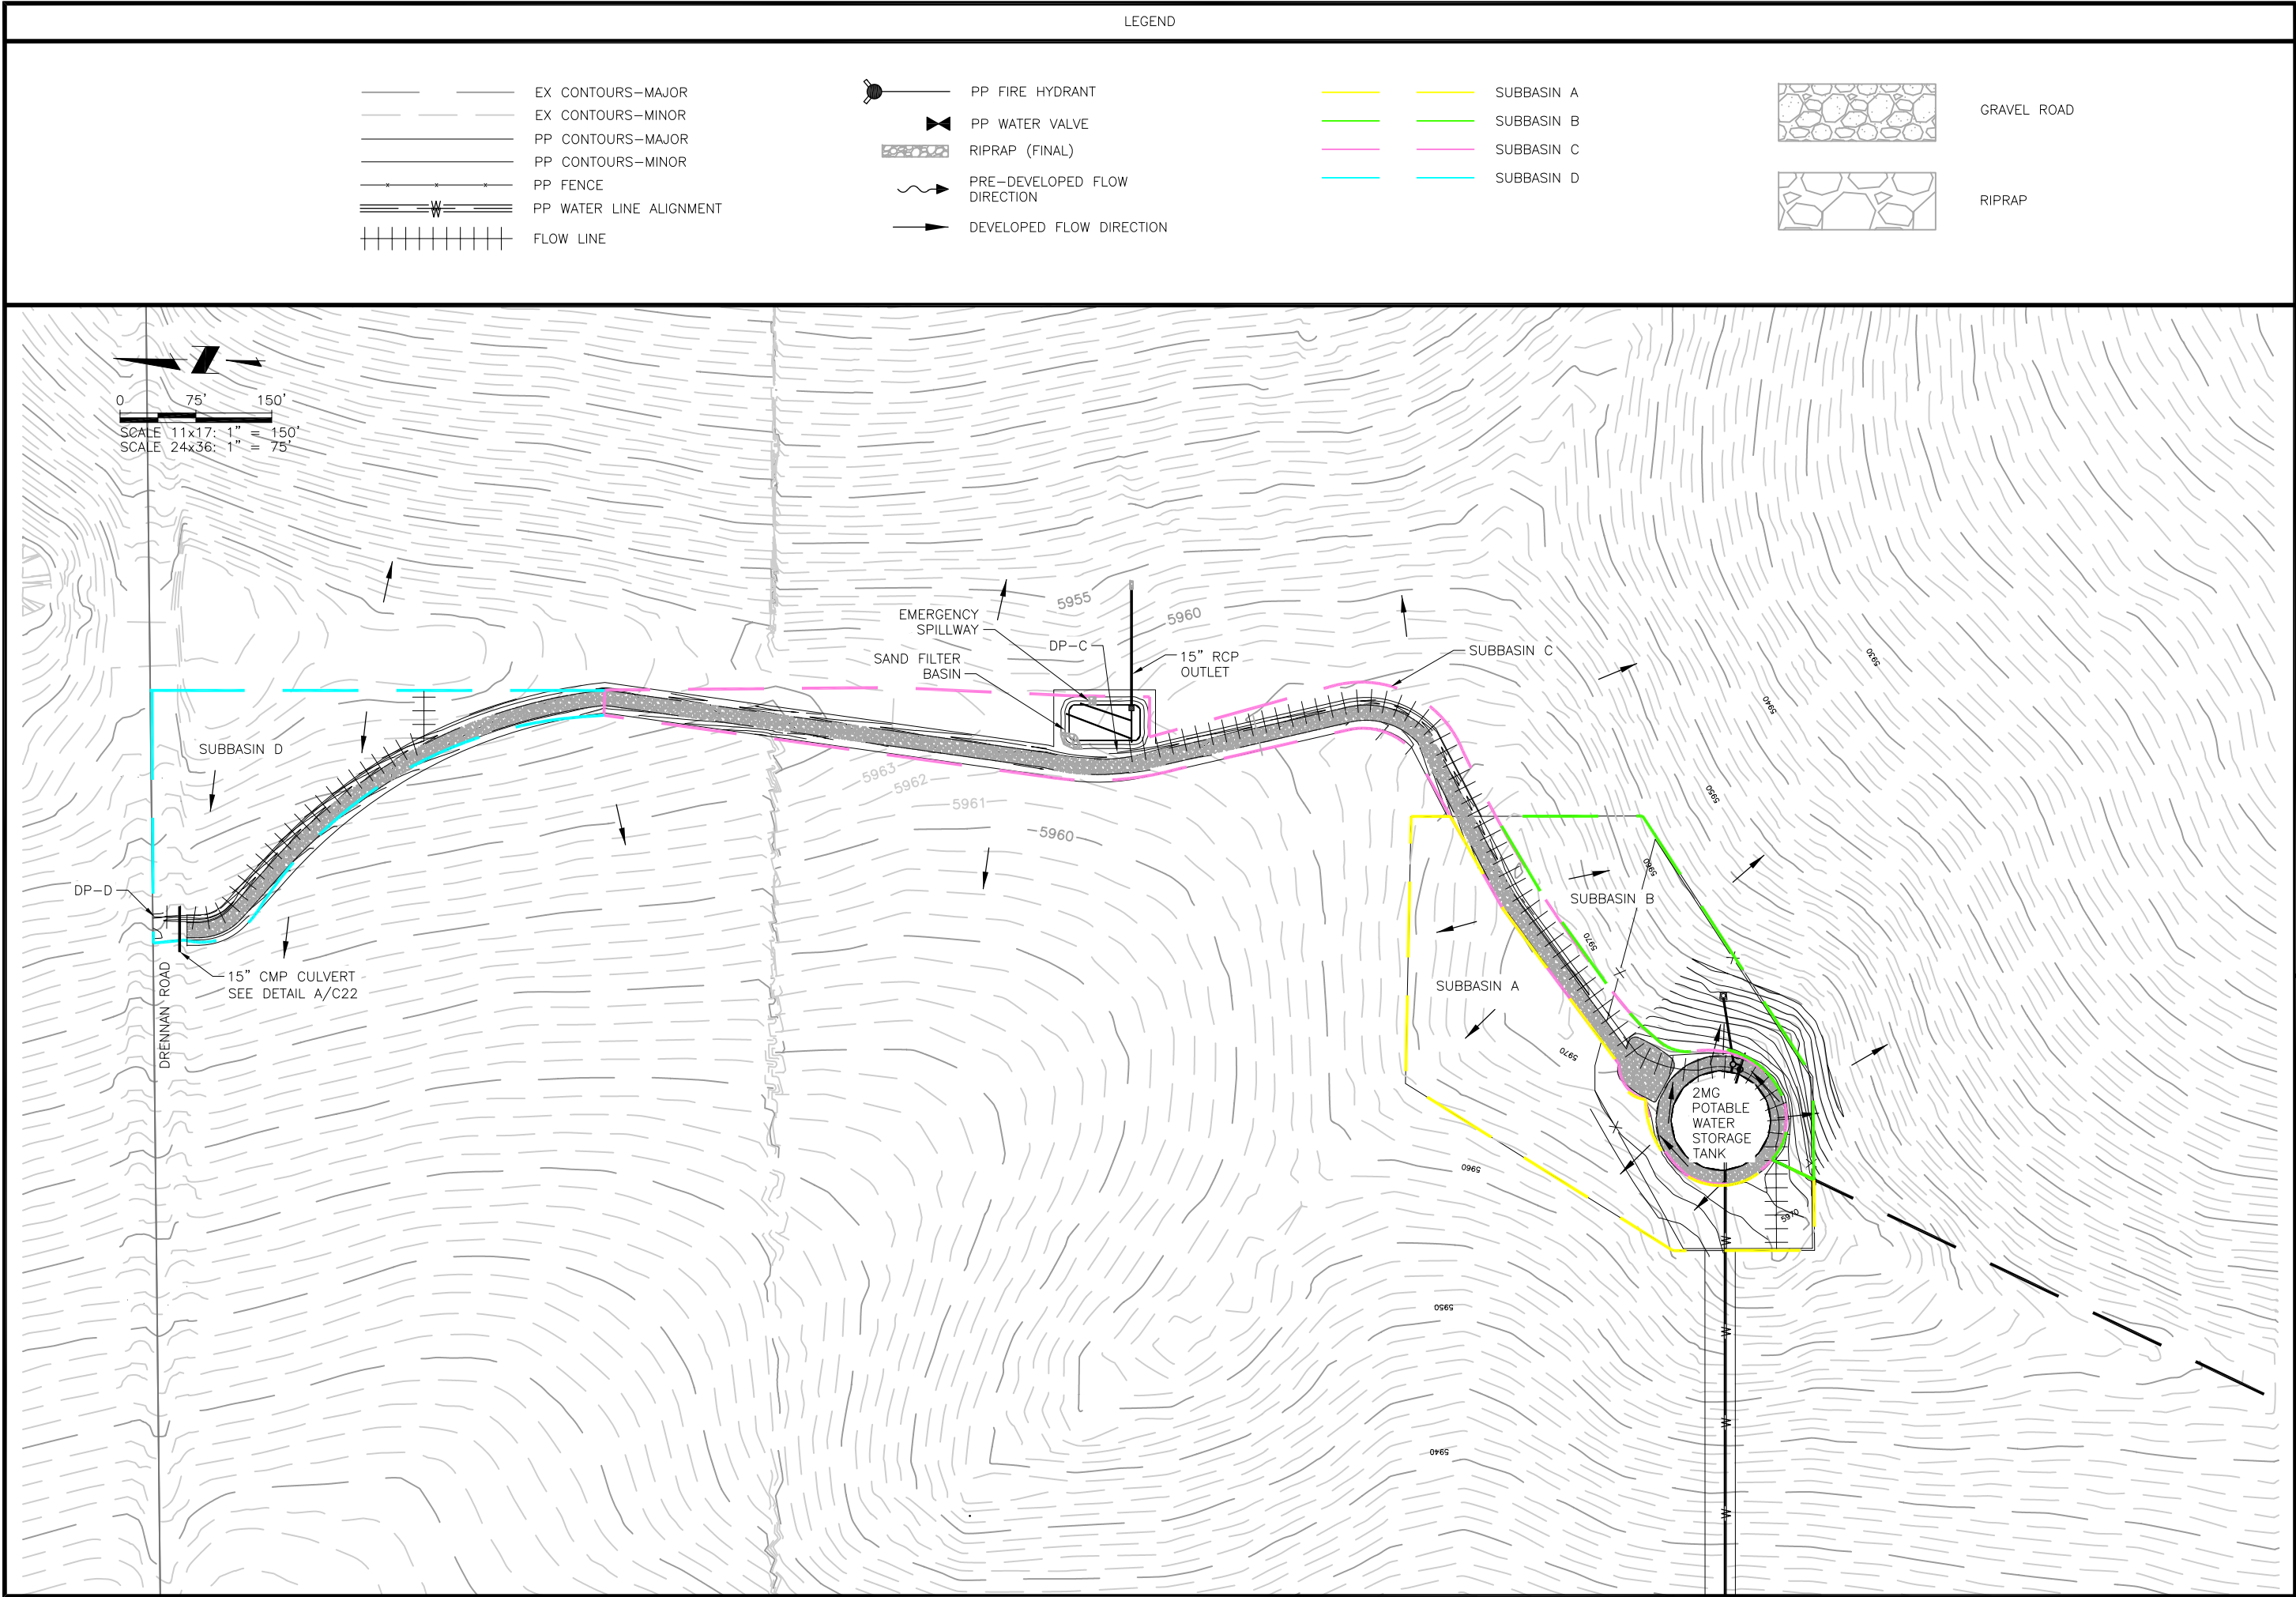 LEGEND
EX CONTOURS-MAJOR
EX CONTOURS-MINOR
PP CONTOURS-MAJOR
PP CONTOURS-MINOR
PP FENCE
W
PP WATER LINE ALIGNMENT
FLOW LINE
PP FIRE HYDRANT
PP WATER VALVE
RIPRAP (FINAL)
PRE-DEVELOPED FLOW
DIRECTION
DEVELOPED FLOW DIRECTION
SUBBASIN A
SUBBASIN B
SUBBASIN C
SUBBASIN D
GRAVEL ROAD
RIPRAP
Z
0 75' 150'
SCALE 11x17: 1" = 150'
SCALE 24x36: 1" = 75'
5955
5960
EMERGENCY
SPILLWAY
DP-C
SAND FILTER
BASIN
15" RCP
OUTLET
SUBBASIN C
5930
5940
5950
5960
SUBBASIN D
5963
5962
5961
5960
DP-D
15" CMP CULVERT
SEE DETAIL A/C22
DRENNAN ROAD
SUBBASIN B
5970
SUBBASIN A
5970
2MG
POTABLE
WATER
STORAGE
TANK
5960
5970
W
5950
W
W
5940
W